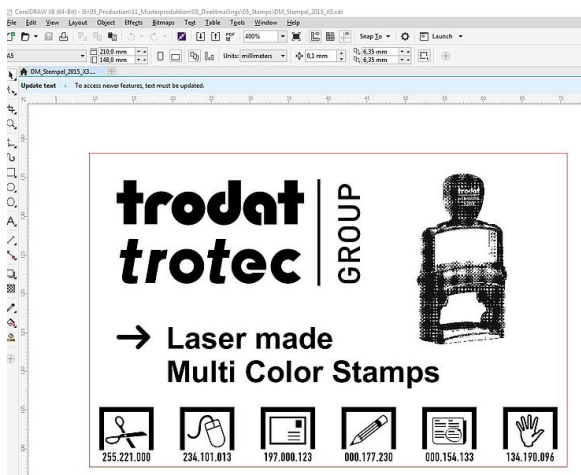 CorelDRAW X8 (64-Bit) - G:\05_Production\11_Musterproduktion\05_Direktmailings\05_Stamps\DM_Stempel_2015_X3.cdr
File Edit View Layout Object Effects Bitmaps Text Table Tools Window Help
PDF 400% Snap To Launch
A5 210,0 mm 148,0 mm Units: millimeters 0,1 mm 6,35 mm 6,35 mm
DM_Stempel_2015_X3....
Update text • To access newer features, text must be updated.
trodat
trotec
GROUP
trodat
Laser made
Multi Color Stamps
255.221.000 234.101.013 197.000.123 000.177.230 000.154.133 134.190.096